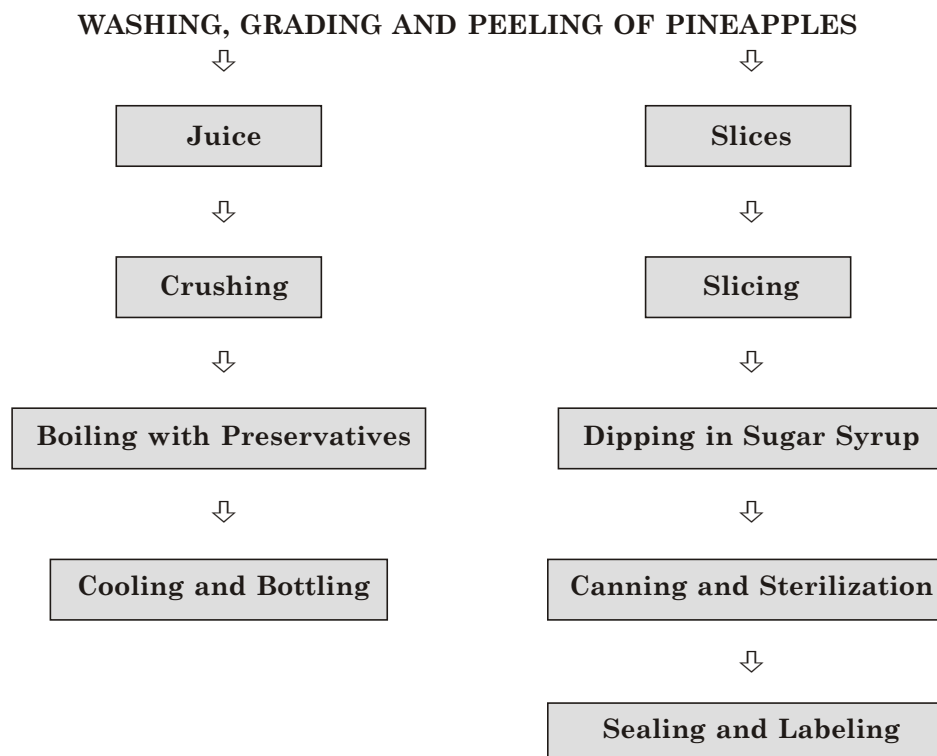 WASHING, GRADING AND PEELING OF PINEAPPLES
Juice
Slices
Crushing
Slicing
Boiling with Preservatives
Dipping in Sugar Syrup
Cooling and Bottling
Canning and Sterilization
Sealing and Labeling